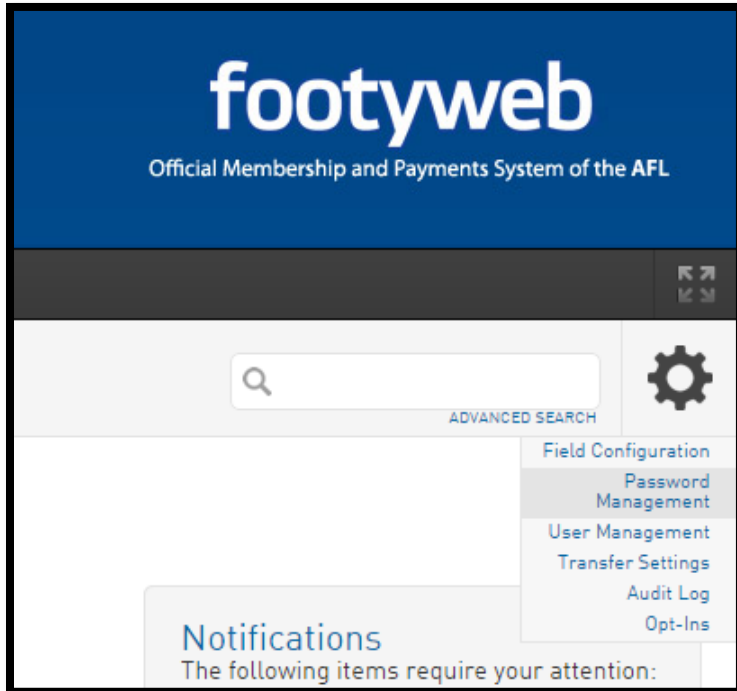 footyweb
Official Membership and Payments System of the AFL
ADVANCED SEARCH
Field Configuration
Password
Management
User Management
Transfer Settings
Audit Log
Opt-Ins
Notifications
The following items require your attention: